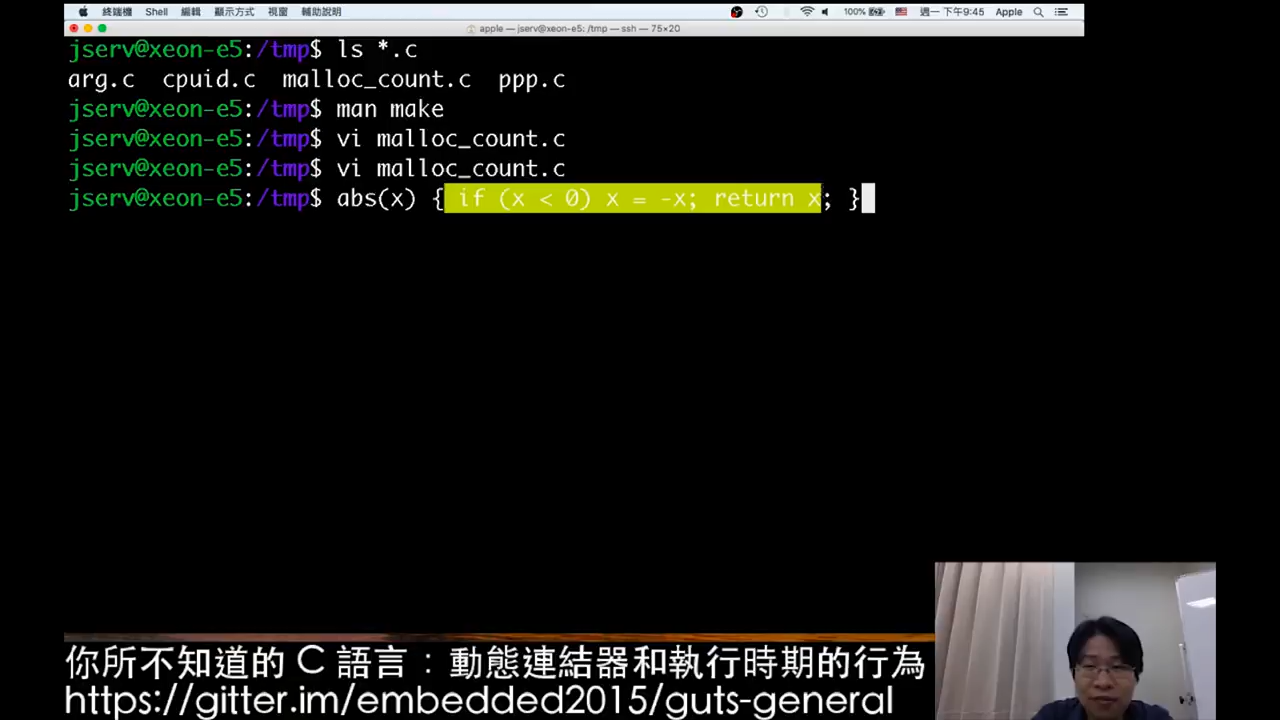 終端機 Shell 編輯 顯示方式 視窗 輔助說明 100% 週一 下午9:45 Apple
apple — jserv@xeon-e5: /tmp — ssh — 75×20
jserv@xeon-e5:/tmp$ ls *.c
arg.c cpuid.c malloc_count.c ppp.c
jserv@xeon-e5:/tmp$ man make
jserv@xeon-e5:/tmp$ vi malloc_count.c
jserv@xeon-e5:/tmp$ vi malloc_count.c
jserv@xeon-e5:/tmp$ abs(x) { if (x < 0) x = -x; return x; }
你所不知道的 C 語言：動態連結器和執行時期的行為
https://gitter.im/embedded2015/guts-general